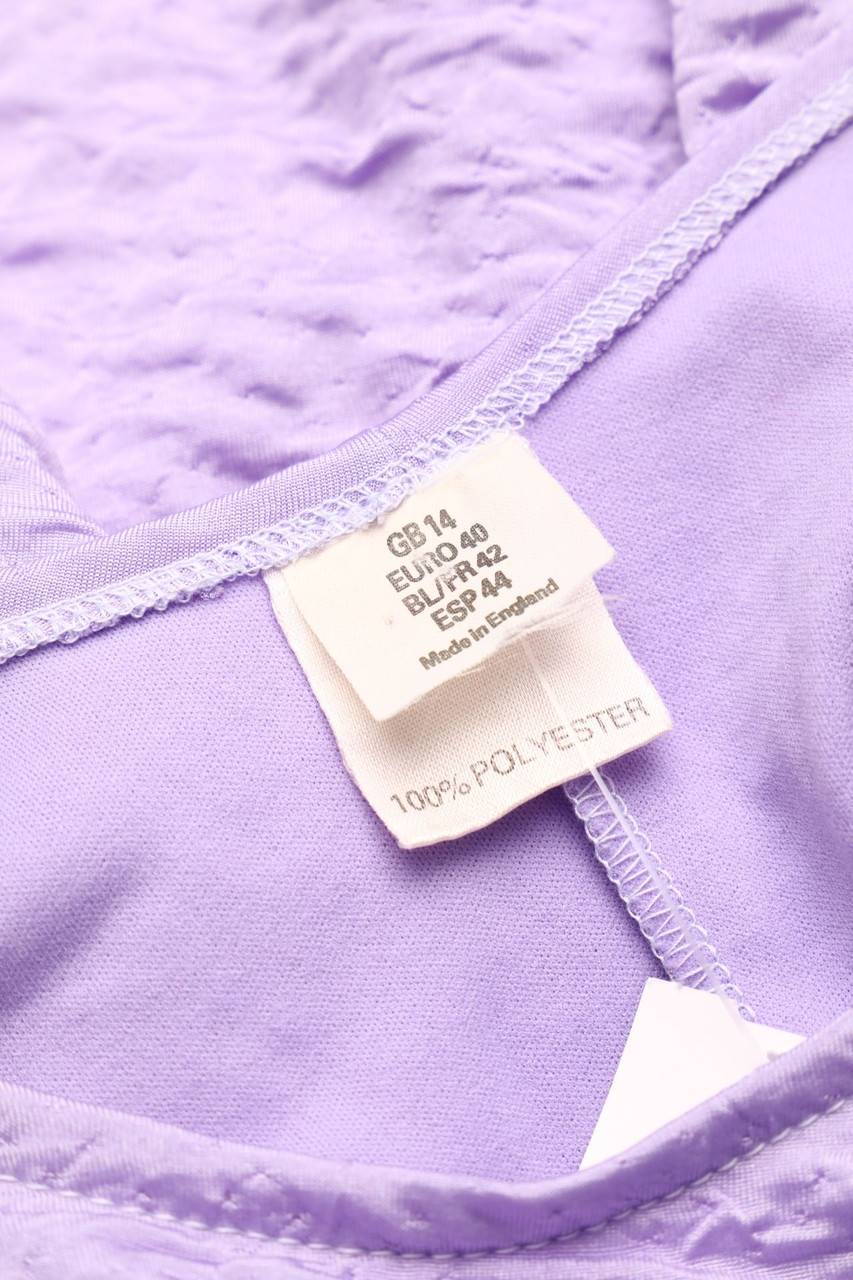 GB 14
EURO 40
BL/FR 42
ESP 44
Made in England
100% POLYESTER